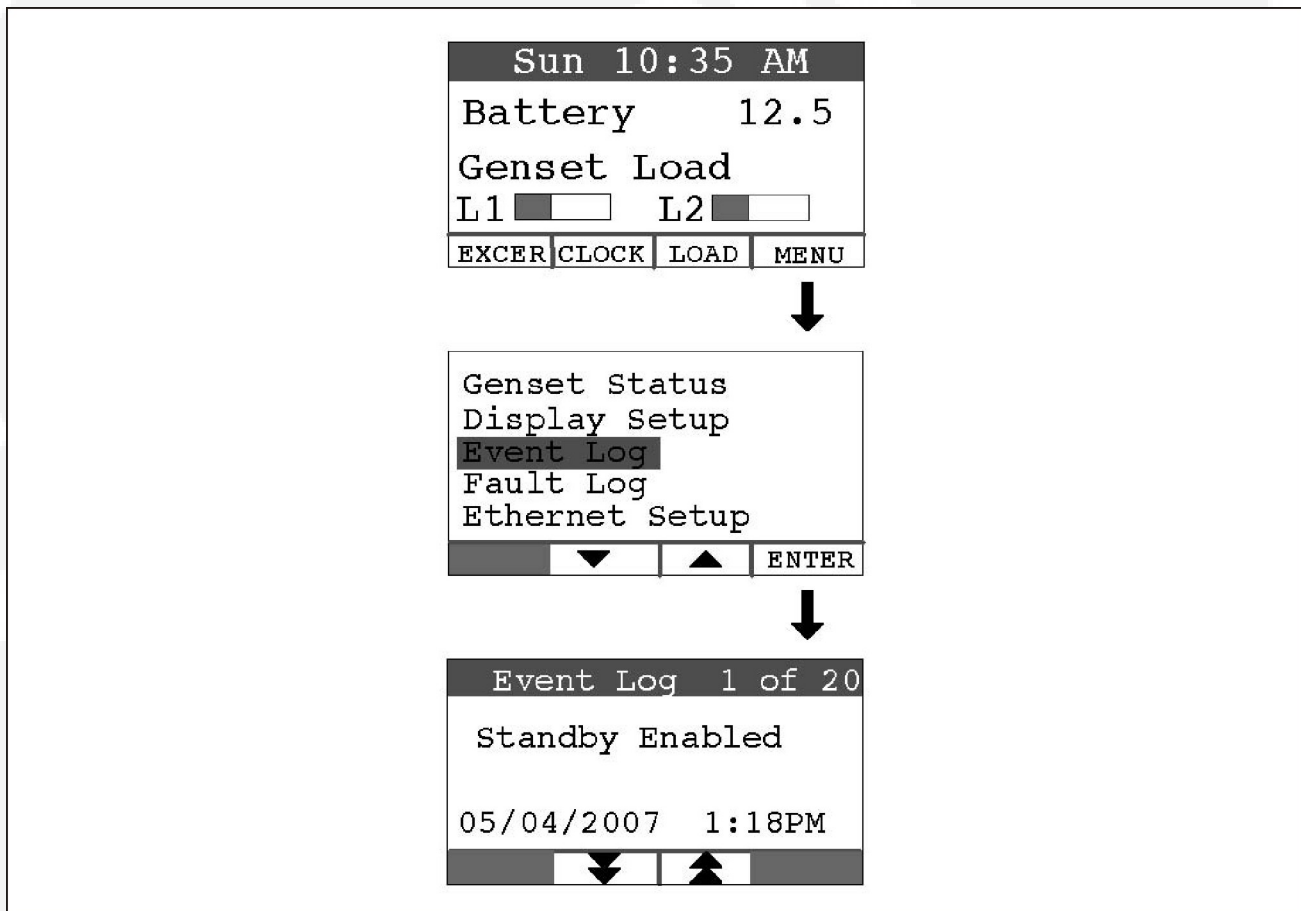 Sun 10:35 AM
Battery 12.5
Genset Load
L1 L2
EXCER CLOCK LOAD MENU
Genset Status
Display Setup
Event Log
Fault Log
Ethernet Setup
ENTER
Event Log 1 of 20
Standby Enabled
05/04/2007 1:18PM